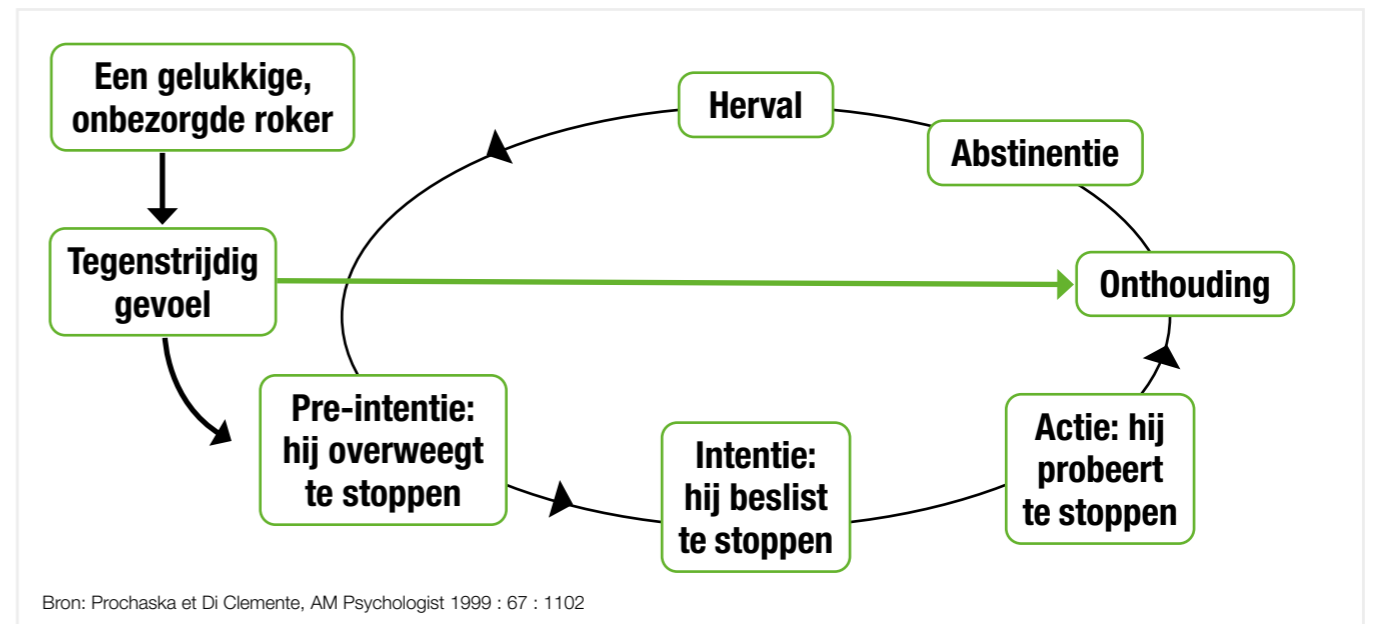 Een gelukkige,
onbezorgde roker
Tegenstrijdig
gevoel
Pre-intentie:
hij overweegt
te stoppen
Intentie:
hij beslist
te stoppen
Actie: hij
probeert
te stoppen
Onthouding
Abstinentie
Herval
Bron: Prochaska et Di Clemente, AM Psychologist 1999 : 67 : 1102